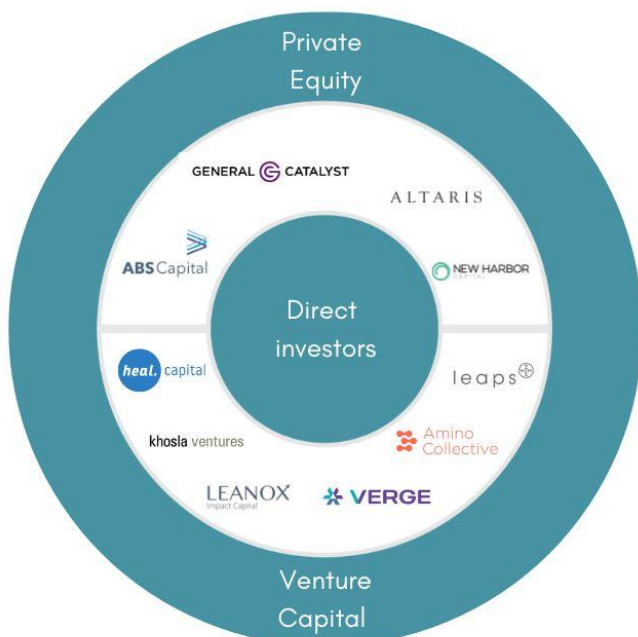 Private
Equity
GENERAL CATALYST
ALTARIS
ABS Capital
NEW HARBOR
CAPITAL
Direct
investors
heal. capital
leaps
khosla ventures
Amino
Collective
LEANOX
Impact Capital
VERGE
Venture
Capital